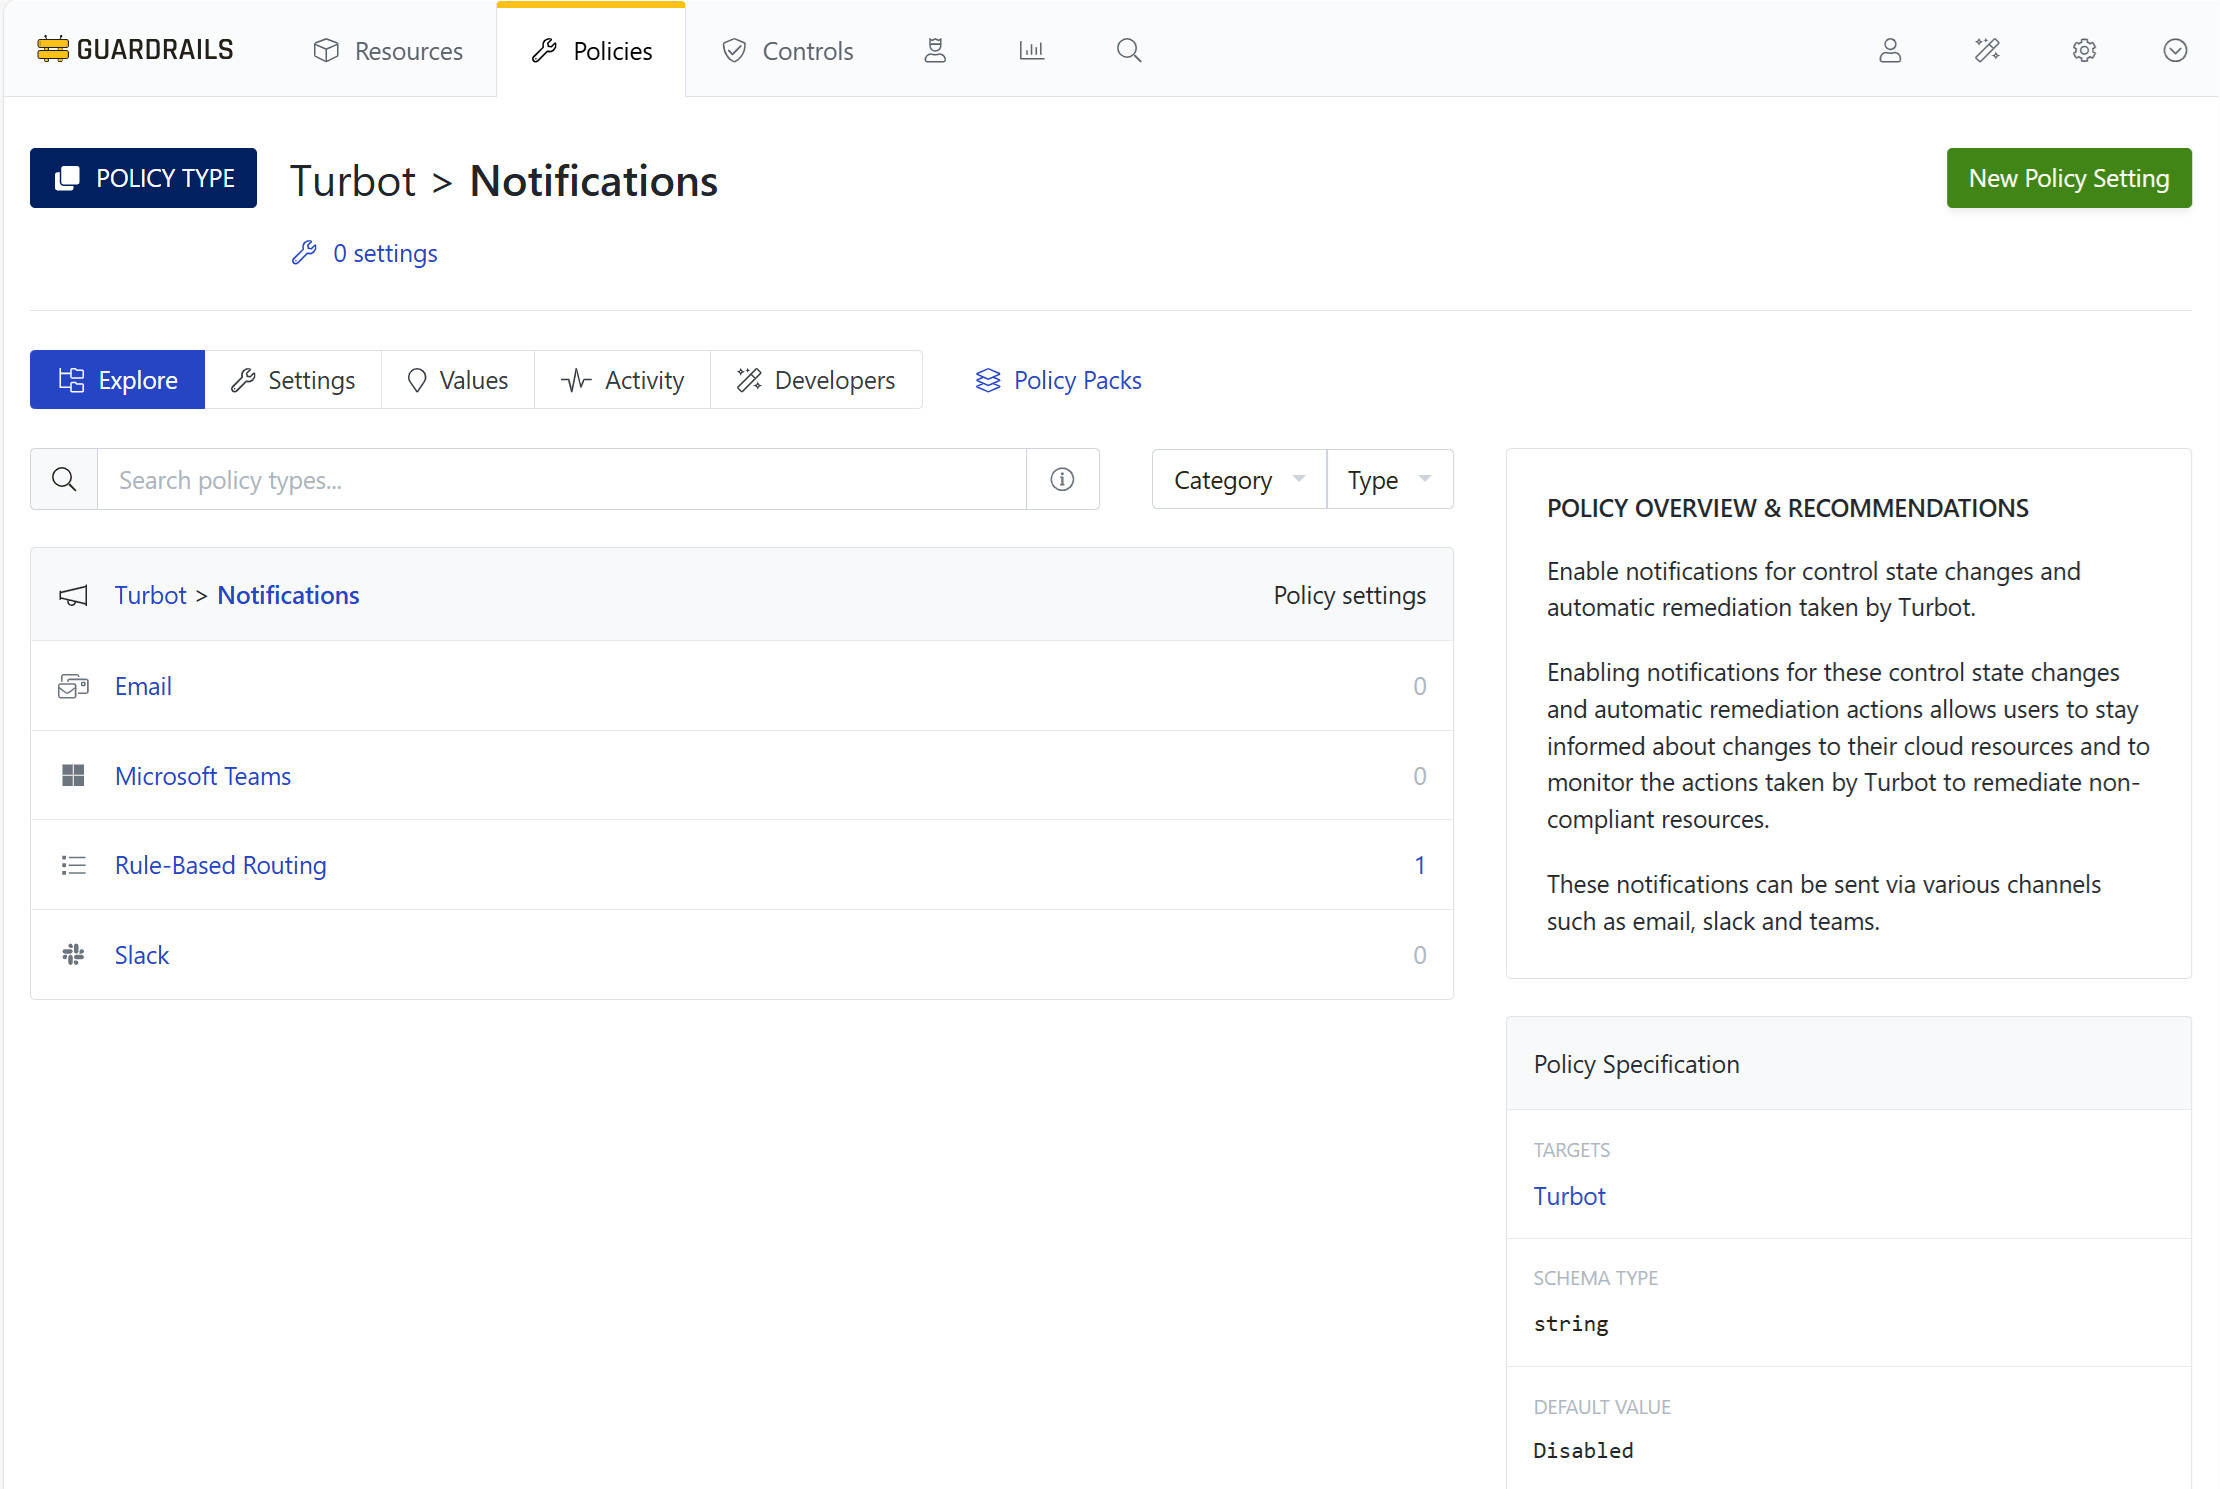 GUARDRAILS
Resources
Policies
Controls
POLICY TYPE
Turbot > Notifications
New Policy Setting
0 settings
Explore
Settings
Values
Activity
Developers
Policy Packs
Search policy types...
Category
Type
Turbot > Notifications
Policy settings
Email
0
Microsoft Teams
0
Rule-Based Routing
1
Slack
0
POLICY OVERVIEW & RECOMMENDATIONS
Enable notifications for control state changes and
automatic remediation taken by Turbot.
Enabling notifications for these control state changes
and automatic remediation actions allows users to stay
informed about changes to their cloud resources and to
monitor the actions taken by Turbot to remediate non-
compliant resources.
These notifications can be sent via various channels
such as email, slack and teams.
Policy Specification
TARGETS
Turbot
SCHEMA TYPE
string
DEFAULT VALUE
Disabled